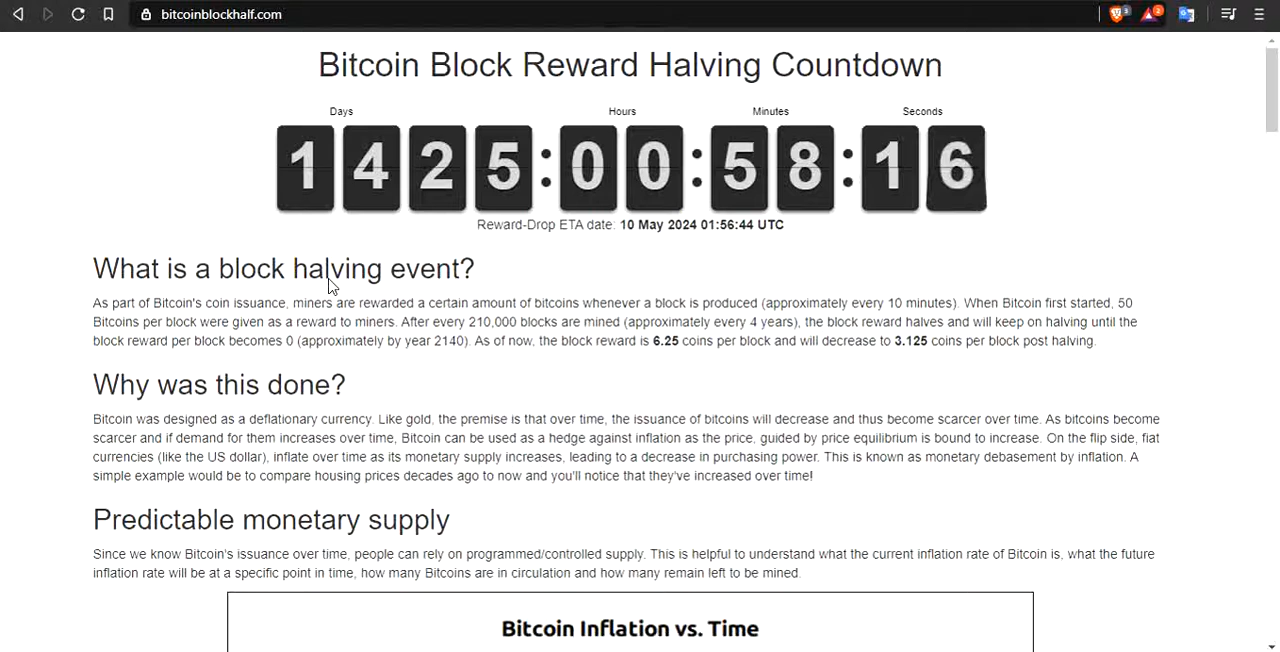 bitcoinblockhalf.com
3
2
Bitcoin Block Reward Halving Countdown
Days Hours Minutes Seconds
1425:00:58:16
Reward-Drop ETA date: 10 May 2024 01:56:44 UTC
What is a block halving event?
As part of Bitcoin's coin issuance, miners are rewarded a certain amount of bitcoins whenever a block is produced (approximately every 10 minutes). When Bitcoin first started, 50
Bitcoins per block were given as a reward to miners. After every 210,000 blocks are mined (approximately every 4 years), the block reward halves and will keep on halving until the
block reward per block becomes 0 (approximately by year 2140). As of now, the block reward is 6.25 coins per block and will decrease to 3.125 coins per block post halving.
Why was this done?
Bitcoin was designed as a deflationary currency. Like gold, the premise is that over time, the issuance of bitcoins will decrease and thus become scarcer over time. As bitcoins become
scarcer and if demand for them increases over time, Bitcoin can be used as a hedge against inflation as the price, guided by price equilibrium is bound to increase. On the flip side, fiat
currencies (like the US dollar), inflate over time as its monetary supply increases, leading to a decrease in purchasing power. This is known as monetary debasement by inflation. A
simple example would be to compare housing prices decades ago to now and you'll notice that they've increased over time!
Predictable monetary supply
Since we know Bitcoin's issuance over time, people can rely on programmed/controlled supply. This is helpful to understand what the current inflation rate of Bitcoin is, what the future
inflation rate will be at a specific point in time, how many Bitcoins are in circulation and how many remain left to be mined.
Bitcoin Inflation vs. Time